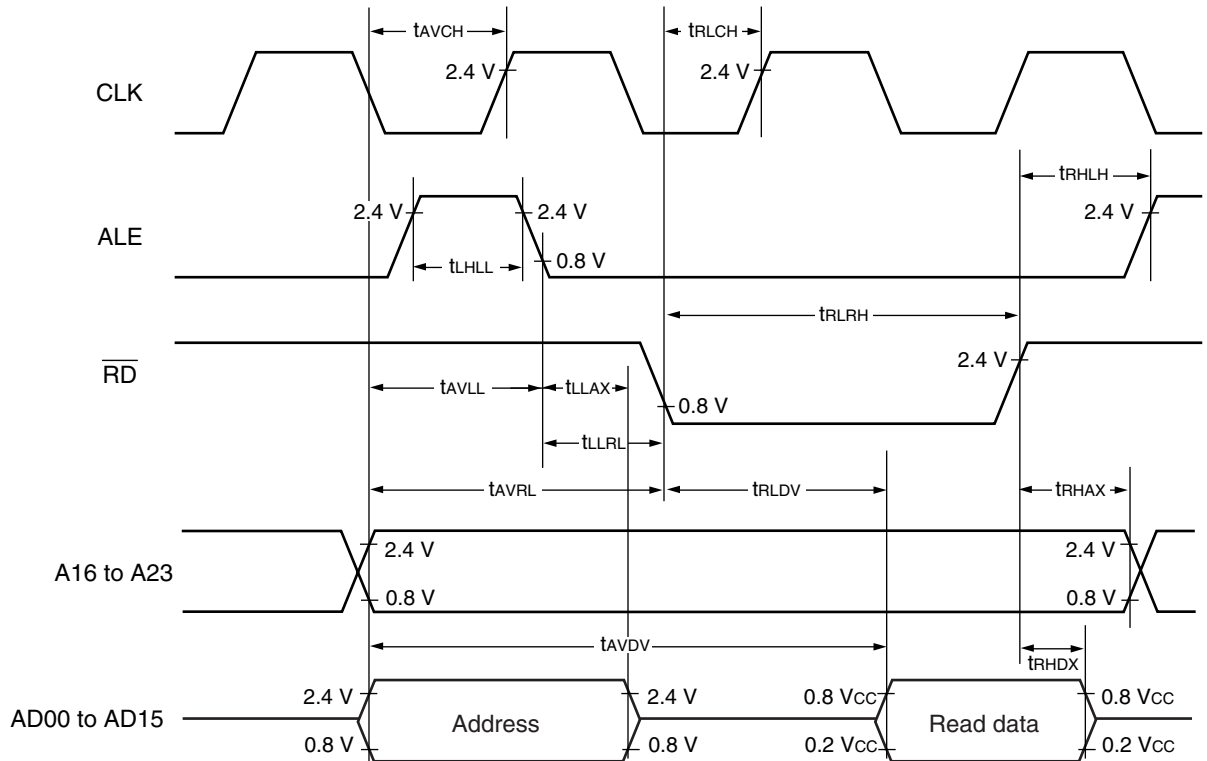 tAVCH
tRLCH
2.4 V
2.4 V
CLK
tRHLH
2.4 V
2.4 V
2.4 V
ALE
0.8 V
tLHLL
tRLRH
RD
2.4 V
tAVLL
tLLAX
0.8 V
tLLRL
tAVRL
tRLDV
tRHAX
2.4 V
2.4 V
A16 to A23
0.8 V
0.8 V
tAVDV
tRHDX
2.4 V
2.4 V
0.8 VCC
0.8 VCC
AD00 to AD15
Address
Read data
0.8 V
0.8 V
0.2 VCC
0.2 VCC